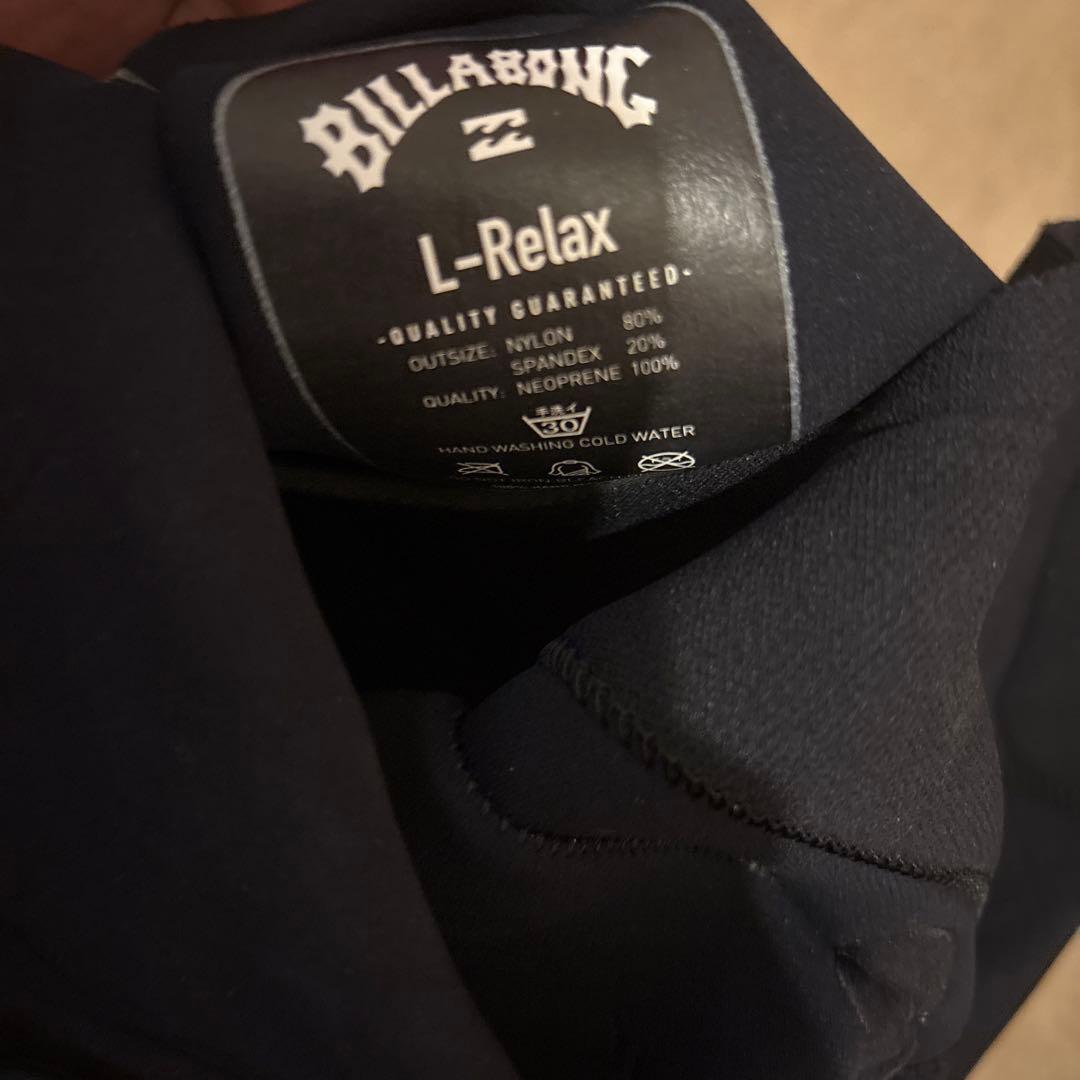 BILLABONG
L-Relax
-QUALITY GUARANTEED-
OUTSIZE: NYLON 80%
SPANDEX 20%
QUALITY: NEOPRENE 100%
手洗イ
30
HAND WASHING COLD WATER